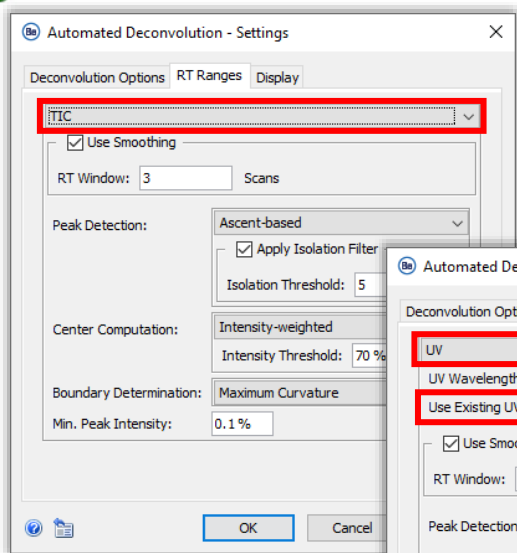 Be Automated Deconvolution - Settings
Deconvolution Options RT Ranges Display
TIC
Use Smoothing
RT Window: 3 Scans
Peak Detection: Ascent-based
Apply Isolation Filter
Isolation Threshold: 5
Center Computation: Intensity-weighted
Intensity Threshold: 70 %
Boundary Determination: Maximum Curvature
Min. Peak Intensity: 0.1%
OK Cancel
Be Automated De
Deconvolution Opt
UV
UV Wavelength
Use Existing UV
Use Smoo
RT Window:
Peak Detection